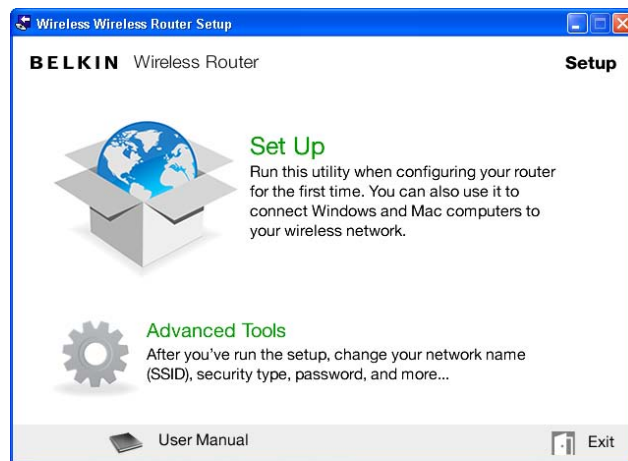 Wireless Wireless Router Setup
BELKIN Wireless Router
Setup
Set Up
Run this utility when configuring your router
for the first time. You can also use it to
connect Windows and Mac computers to
your wireless network.
Advanced Tools
After you've run the setup, change your network name
(SSID), security type, password, and more...
User Manual
Exit